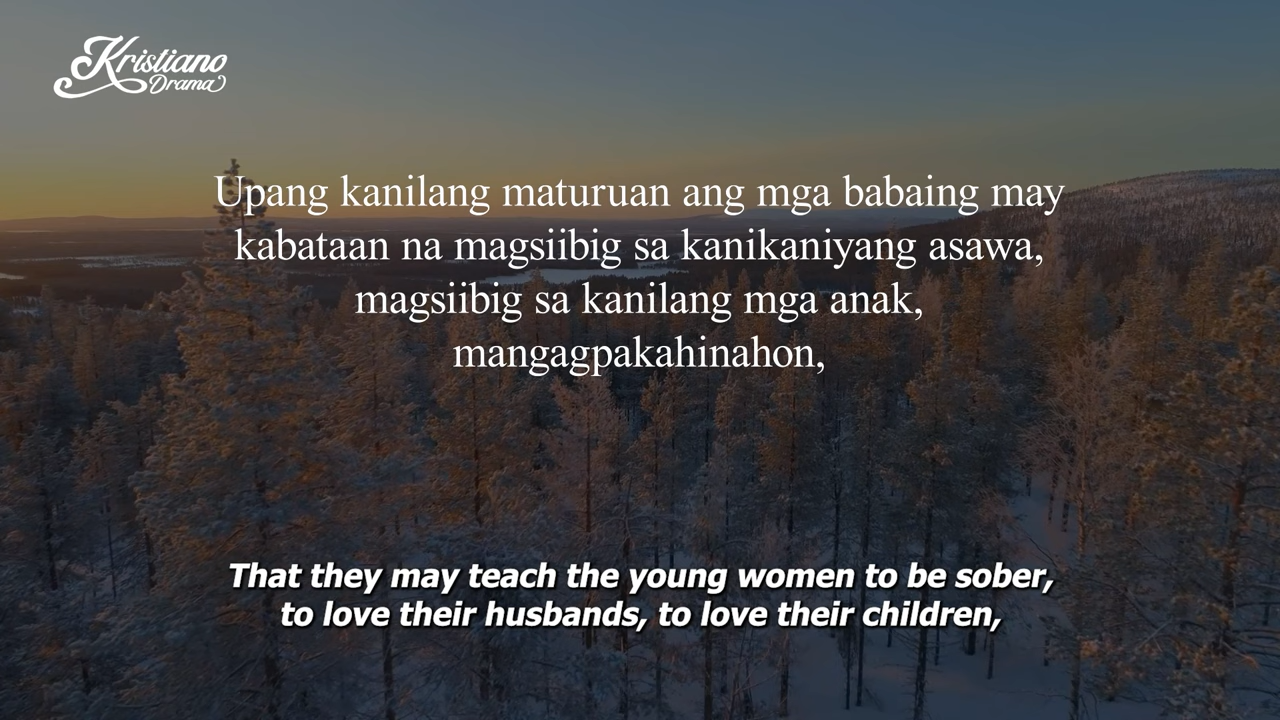 Kristiano
Drama
Upang kanilang maturuan ang mga babaing may
kabataan na magsiibig sa kanikaniyang asawa,
magsiibig sa kanilang mga anak,
mangagpakahinahon,
That they may teach the young women to be sober,
to love their husbands, to love their children,